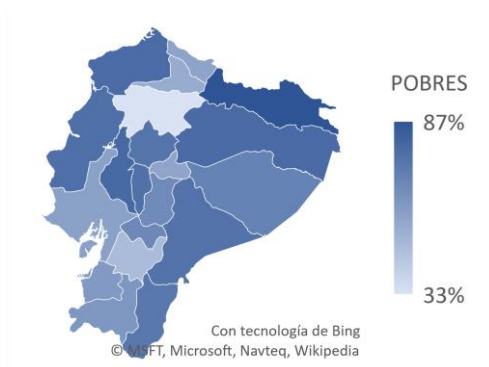 POBRES
87%
33%
Con tecnología de Bing
© MSFT, Microsoft, Navteq, Wikipedia